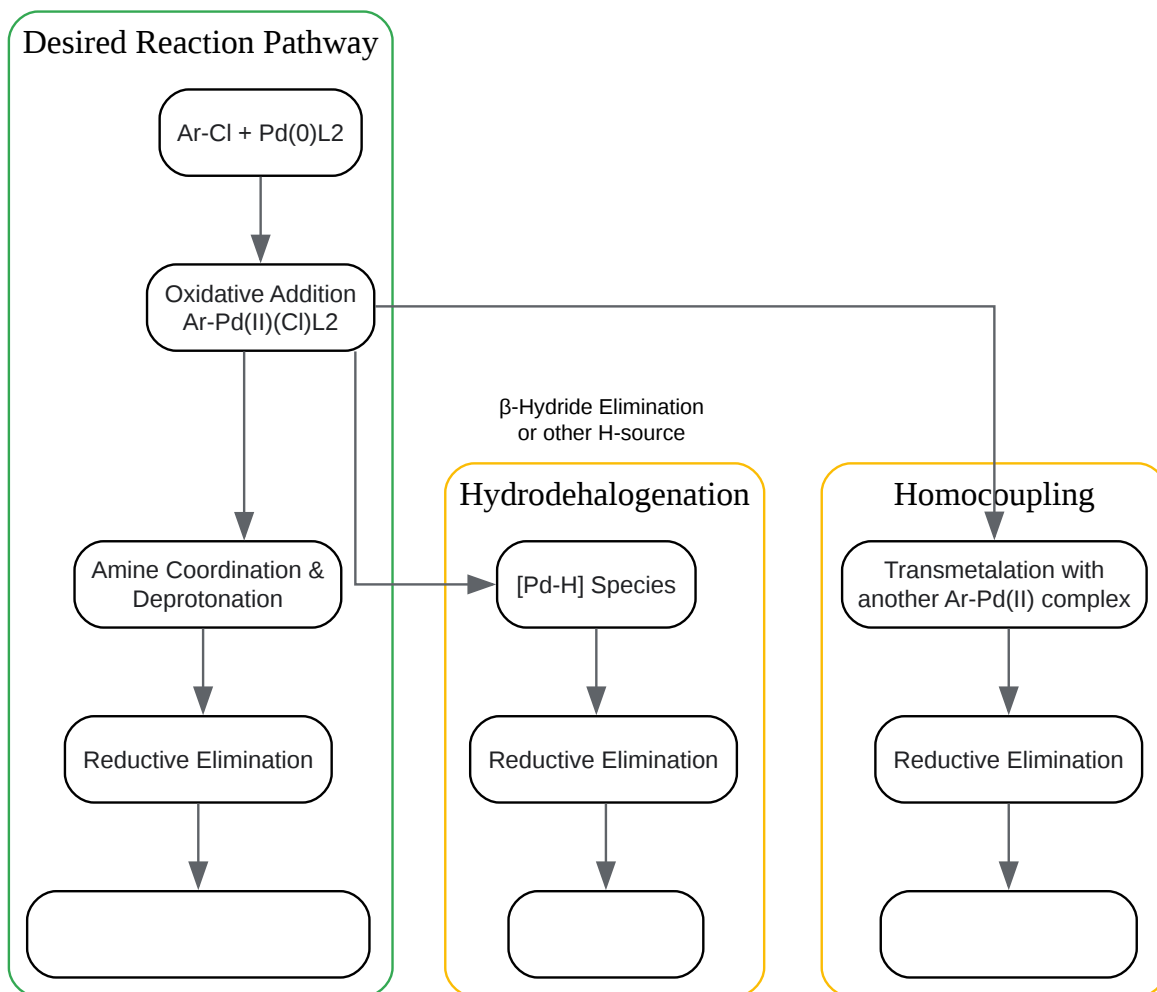 Desired Reaction Pathway
Ar-Cl + Pd(0)L2
Oxidative Addition
Ar-Pd(II)(Cl)L2
β-Hydride Elimination
or other H-source
Hydrodehalogenation
Homocoupling
Amine Coordination &
Deprotonation
[Pd-H] Species
Transmetalation with
another Ar-Pd(II) complex
Reductive Elimination
Reductive Elimination
Reductive Elimination